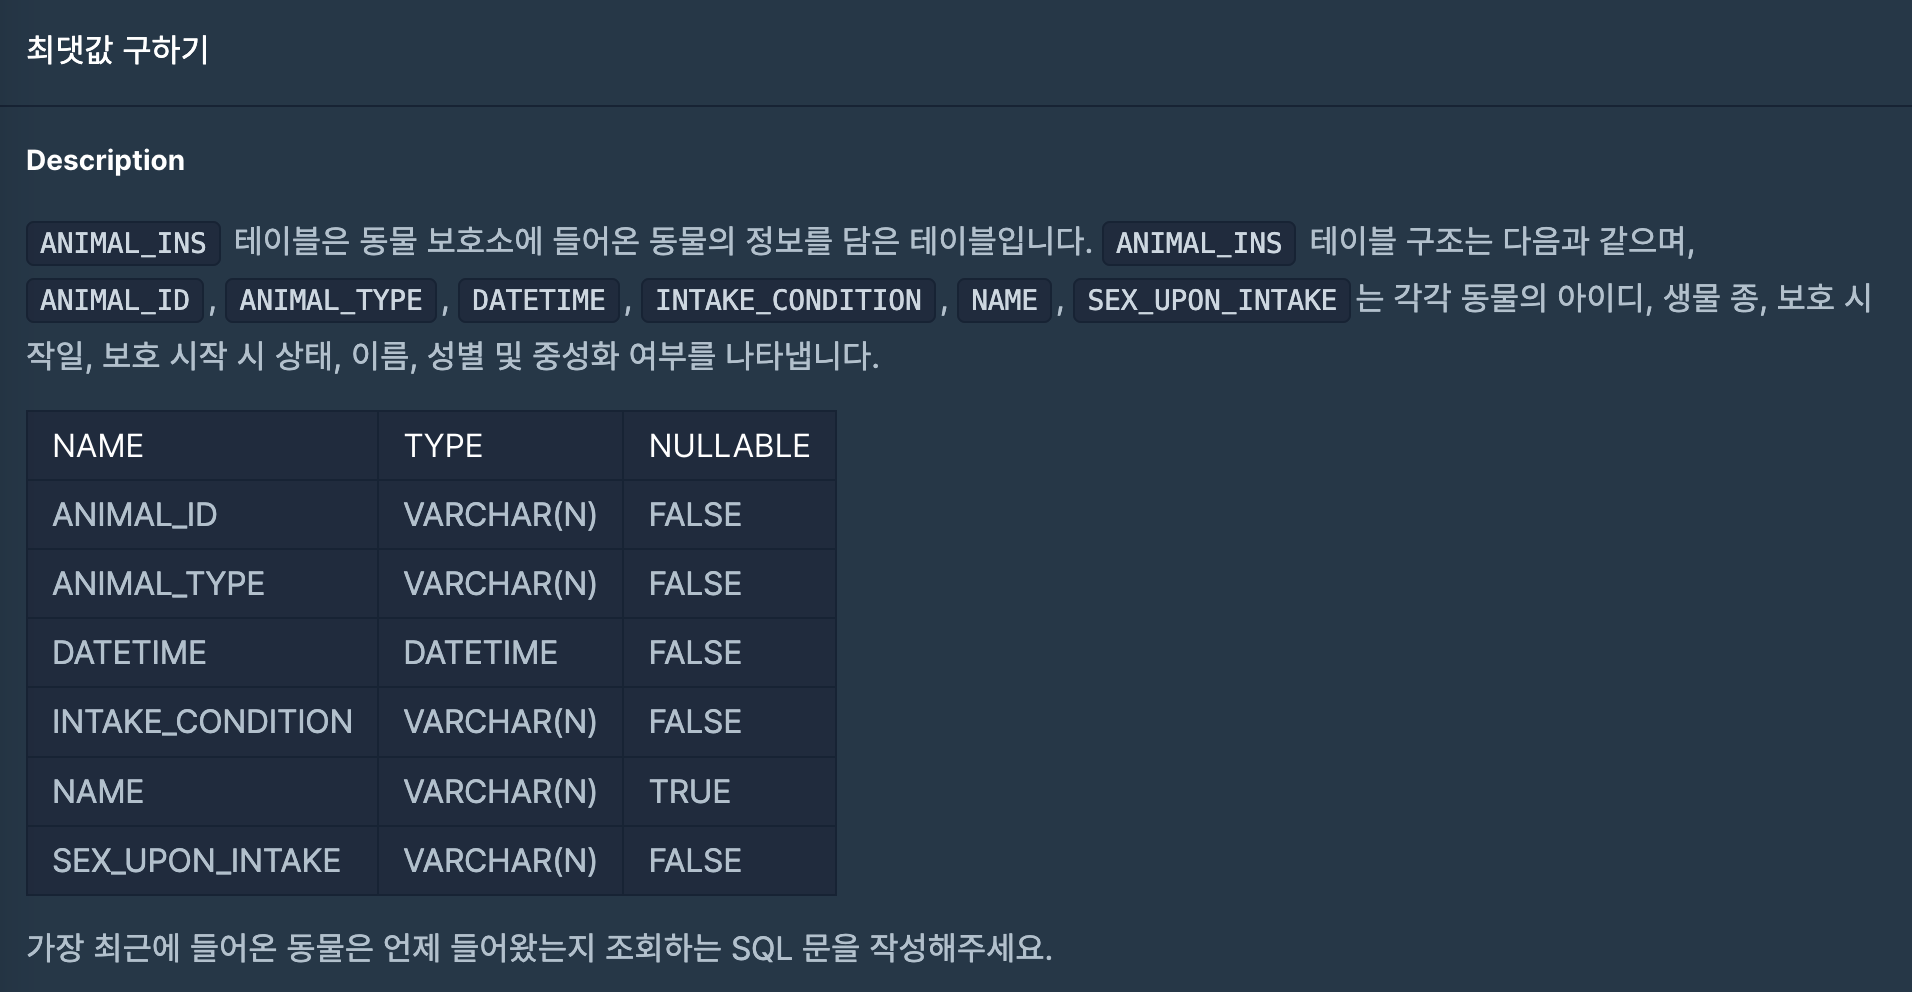 최댓값 구하기
Description
ANIMAL_INS 테이블은 동물 보호소에 들어온 동물의 정보를 담은 테이블입니다. ANIMAL_INS 테이블 구조는 다음과 같으며,
ANIMAL_ID , ANIMAL_TYPE , DATETIME , INTAKE_CONDITION , NAME , SEX_UPON_INTAKE 는 각각 동물의 아이디, 생물 종, 보호 시
작일, 보호 시작 시 상태, 이름, 성별 및 중성화 여부를 나타냅니다.
NAME TYPE NULLABLE
ANIMAL_ID VARCHAR(N) FALSE
ANIMAL_TYPE VARCHAR(N) FALSE
DATETIME DATETIME FALSE
INTAKE_CONDITION VARCHAR(N) FALSE
NAME VARCHAR(N) TRUE
SEX_UPON_INTAKE VARCHAR(N) FALSE
가장 최근에 들어온 동물은 언제 들어왔는지 조회하는 SQL 문을 작성해주세요.